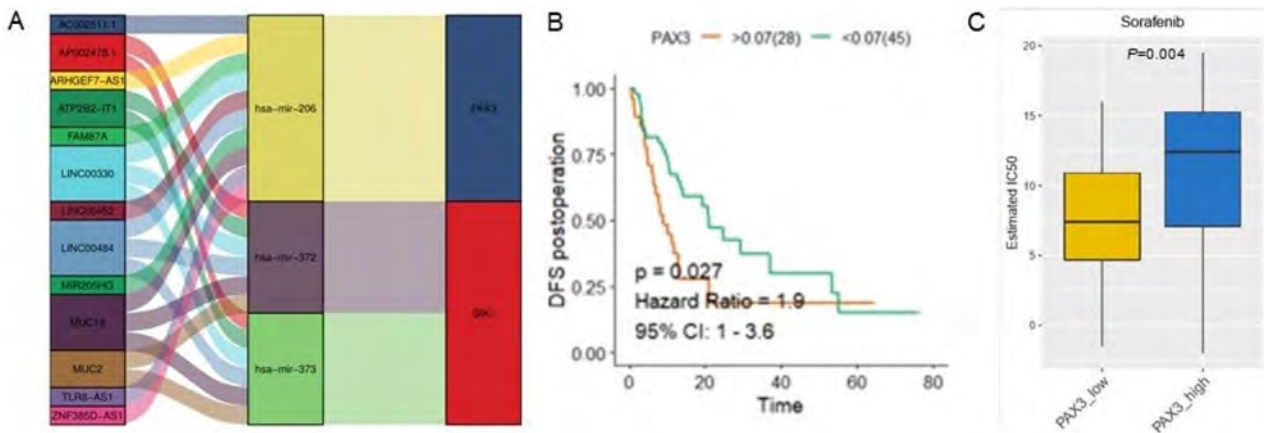 A
AC002511.1
AP002478.1
ARHGEF7-AS1
ATP2B2-IT1
FAM87A
LINC00330
LINC00462
LINC00484
MIR205HG
MUC19
MUC2
TLR8-AS1
ZNF385D-AS1
hsa-mir-206
hsa-mir-372
hsa-mir-373
PAX3
B
PAX3 >0.07(28) <0.07(45)
DFS postoperation
1.00
0.75
0.50
0.25
0.00
p = 0.027
Hazard Ratio = 1.9
95% CI: 1 - 3.6
0 20 40 60 80
Time
C
Sorafenib
P=0.004
Estimated IC50
20
15
10
5
0
PAX3_low
PAX3_high